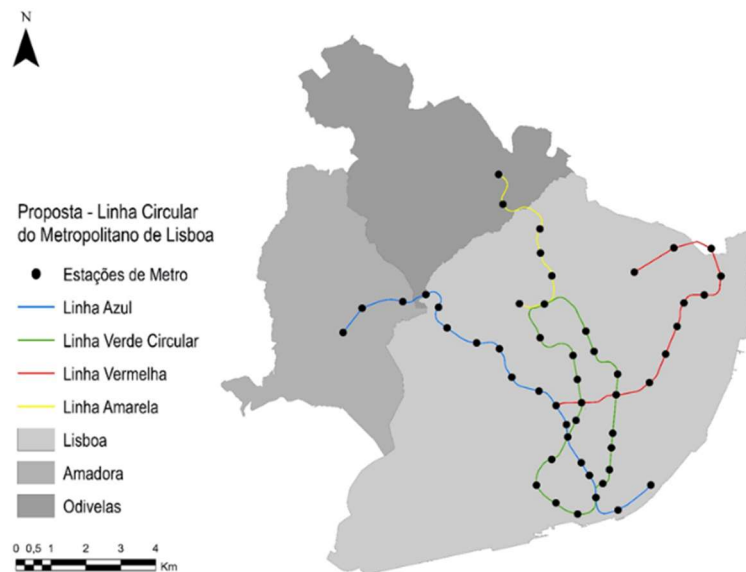 N
Proposta - Linha Circular
do Metropolitano de Lisboa
Estações de Metro
Linha Azul
Linha Verde Circular
Linha Vermelha
Linha Amarela
Lisboa
Amadora
Odivelas
0 0,5 1 2 3 4
Km